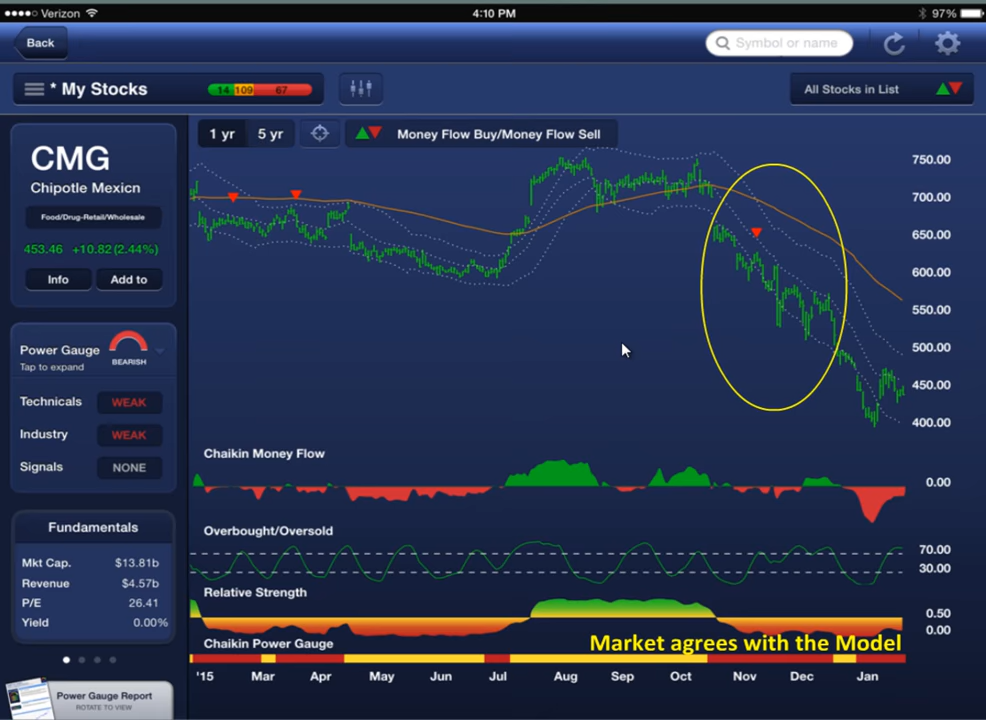 Verizon
4:10 PM
97%
Back
Symbol or name
* My Stocks
14 109 67
All Stocks in List
CMG
Chipotle Mexicn
Food/Drug-Retail/Wholesale
453.46 +10.82 (2.44%)
Info
Add to
1 yr
5 yr
Money Flow Buy/Money Flow Sell
750.00
700.00
650.00
600.00
550.00
500.00
450.00
400.00
Power Gauge
Tap to expand
BEARISH
Technicals WEAK
Industry WEAK
Signals NONE
Chaikin Money Flow
0.00
Overbought/Oversold
70.00
30.00
Relative Strength
0.50
0.00
Chaikin Power Gauge
Market agrees with the Model
'15 Mar Apr May Jun Jul Aug Sep Oct Nov Dec Jan
Fundamentals
Mkt Cap. $13.81b
Revenue $4.57b
P/E 26.41
Yield 0.00%
Power Gauge Report
ROTATE TO VIEW